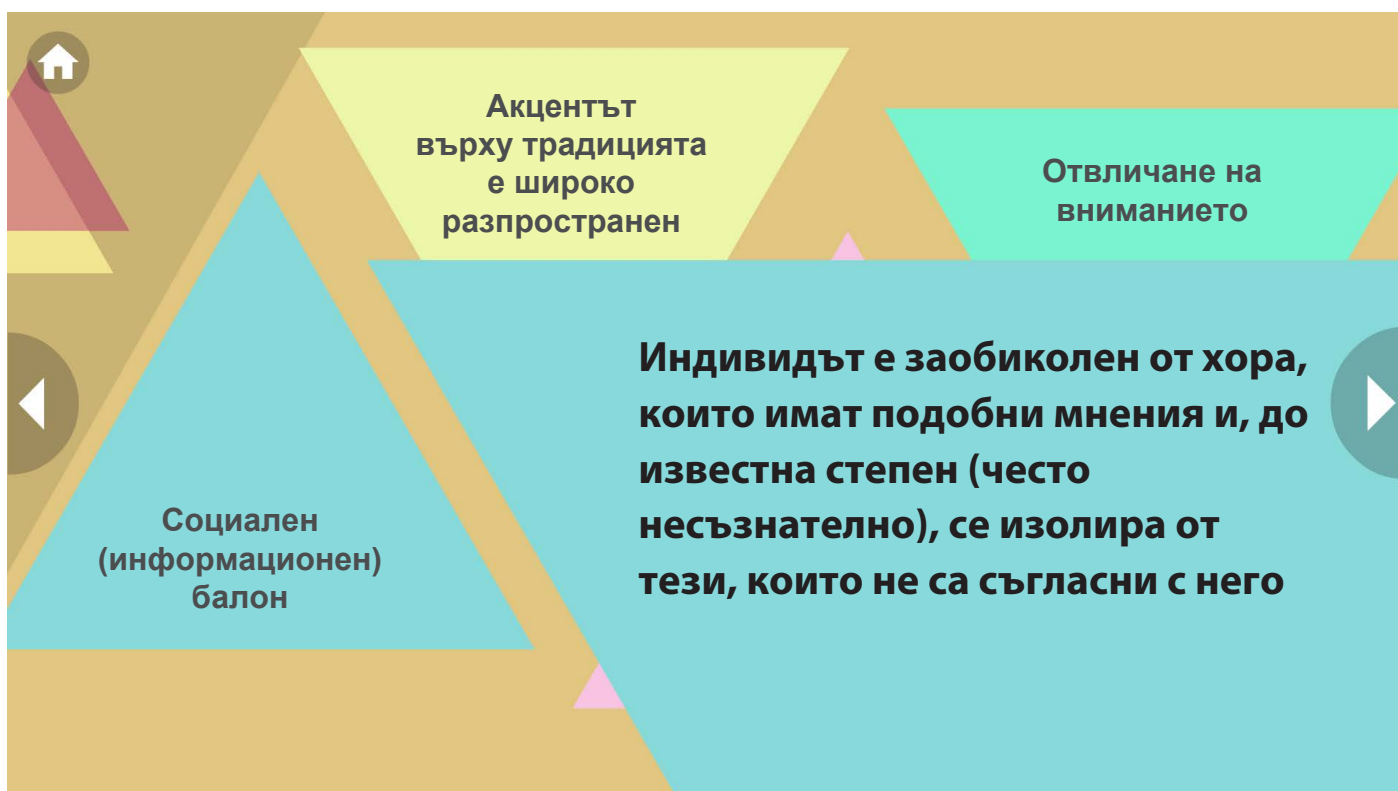 Акцентът
върху традицията
е широко
разпространен
Отвличане на
вниманието
Индивидът е заобиколен от хора,
които имат подобни мнения и, до
известна степен (често
несъзнателно), се изолира от
тези, които не са съгласни с него
Социален
(информационен)
балон